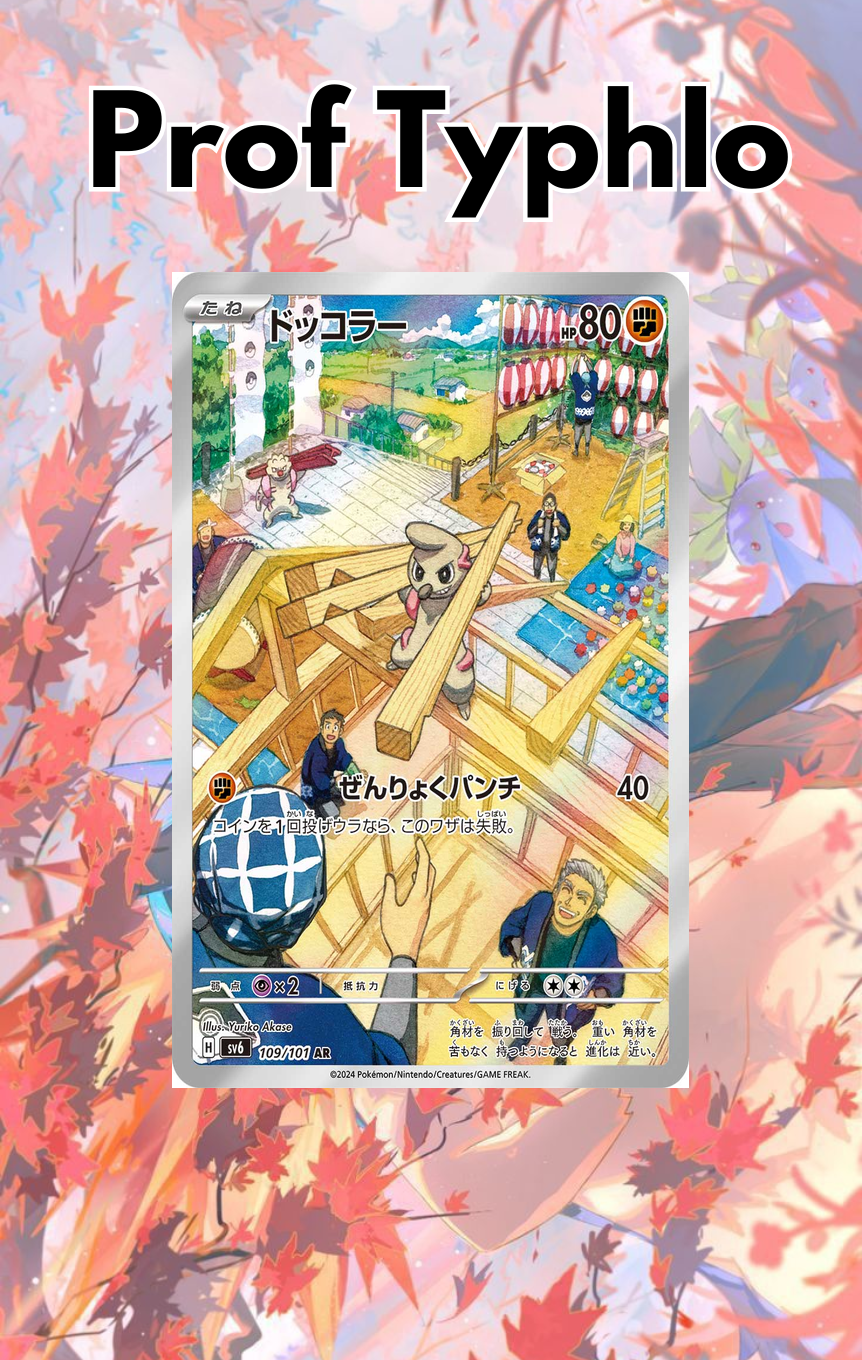 Prof Typhlo
たね
ドッコラー
HP80
ぜんりょくパンチ 40
コインを1回投げウラなら、このワザは失敗。
弱点 ×2 抵抗力 にげる
Illus. Yuriko Akase
H sv6 109/101 AR
角材を 振り回して 戦う。 重い 角材を
苦もなく 持つようになると 進化は 近い。
©2024 Pokémon/Nintendo/Creatures/GAME FREAK.